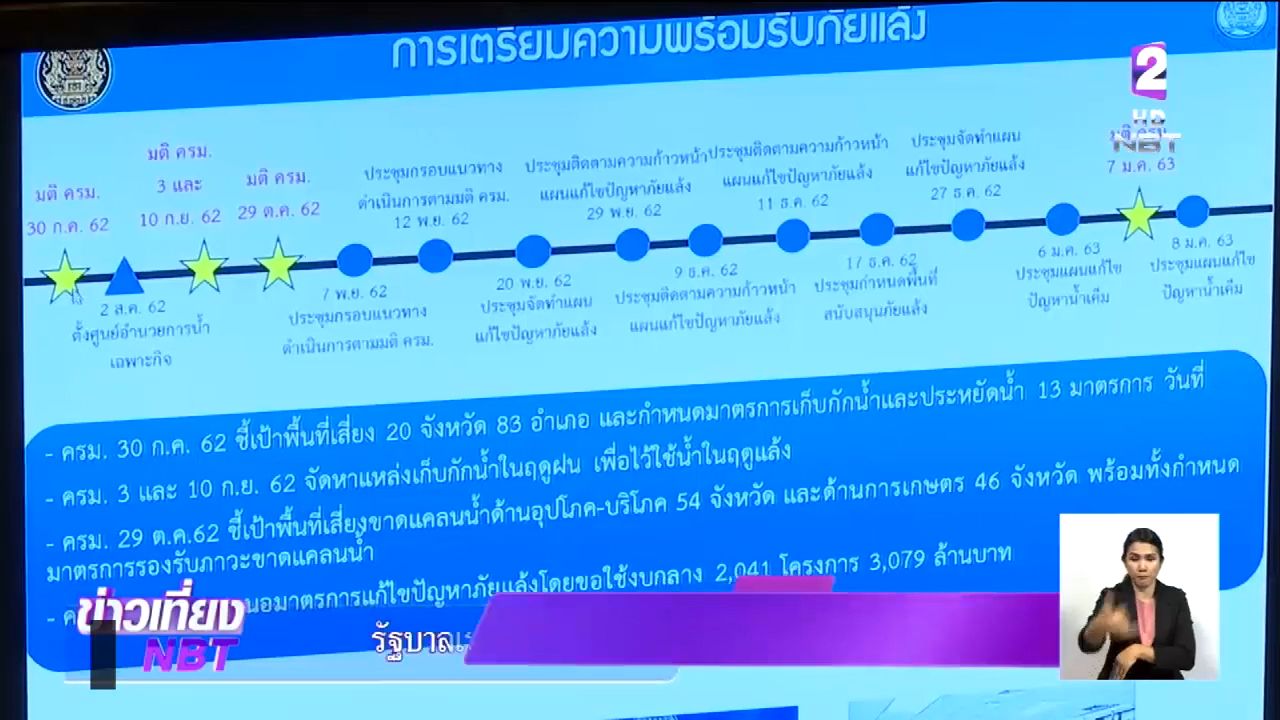 การเตรียมความพร้อมรับภัยแล้ง
2
HD
NBT
มติ ครม.
30 ก.ค. 62
มติ ครม.
3 และ
10 ก.ย. 62
มติ ครม.
29 ต.ค. 62
ประชุมกรอบแนวทาง
ดำเนินการตามมติ ครม.
12 พ.ย. 62
ประชุมติดตามความก้าวหน้า
แผนแก้ไขปัญหาภัยแล้ง
29 พ.ย. 62
ประชุมติดตามความก้าวหน้า
แผนแก้ไขปัญหาภัยแล้ง
11 ธ.ค. 62
ประชุมจัดทำแผน
แก้ไขปัญหาภัยแล้ง
27 ธ.ค. 62
มติ ครม.
7 ม.ค. 63
2 ส.ค. 62
ตั้งศูนย์อำนวยการน้ำ
เฉพาะกิจ
7 พ.ย. 62
ประชุมกรอบแนวทาง
ดำเนินการตามมติ ครม.
20 พ.ย. 62
ประชุมจัดทำแผน
แก้ไขปัญหาภัยแล้ง
9 ธ.ค. 62
ประชุมติดตามความก้าวหน้า
แผนแก้ไขปัญหาภัยแล้ง
17 ธ.ค. 62
ประชุมกำหนดพื้นที่
สนับสนุนภัยแล้ง
6 ม.ค. 63
ประชุมแผนแก้ไข
ปัญหาน้ำเค็ม
8 ม.ค. 63
ประชุมแผนแก้ไข
ปัญหาน้ำเค็ม
- ครม. 30 ก.ค. 62 ชี้เป้าพื้นที่เสี่ยง 20 จังหวัด 83 อำเภอ และกำหนดมาตรการเก็บกักน้ำและประหยัดน้ำ 13 มาตรการ วันที่
- ครม. 3 และ 10 ก.ย. 62 จัดหาแหล่งเก็บกักน้ำในฤดูฝน เพื่อไว้ใช้น้ำในฤดูแล้ง
- ครม. 29 ต.ค.62 ชี้เป้าพื้นที่เสี่ยงขาดแคลนน้ำด้านอุปโภค-บริโภค 54 จังหวัด และด้านการเกษตร 46 จังหวัด พร้อมทั้งกำหนด
มาตรการรองรับภาวะขาดแคลนน้ำ
มาตรการแก้ไขปัญหาภัยแล้งโดยขอใช้งบกลาง 2,041 โครงการ 3,079 ล้านบาท
ข่าวเที่ยง
NBT
รัฐบาล